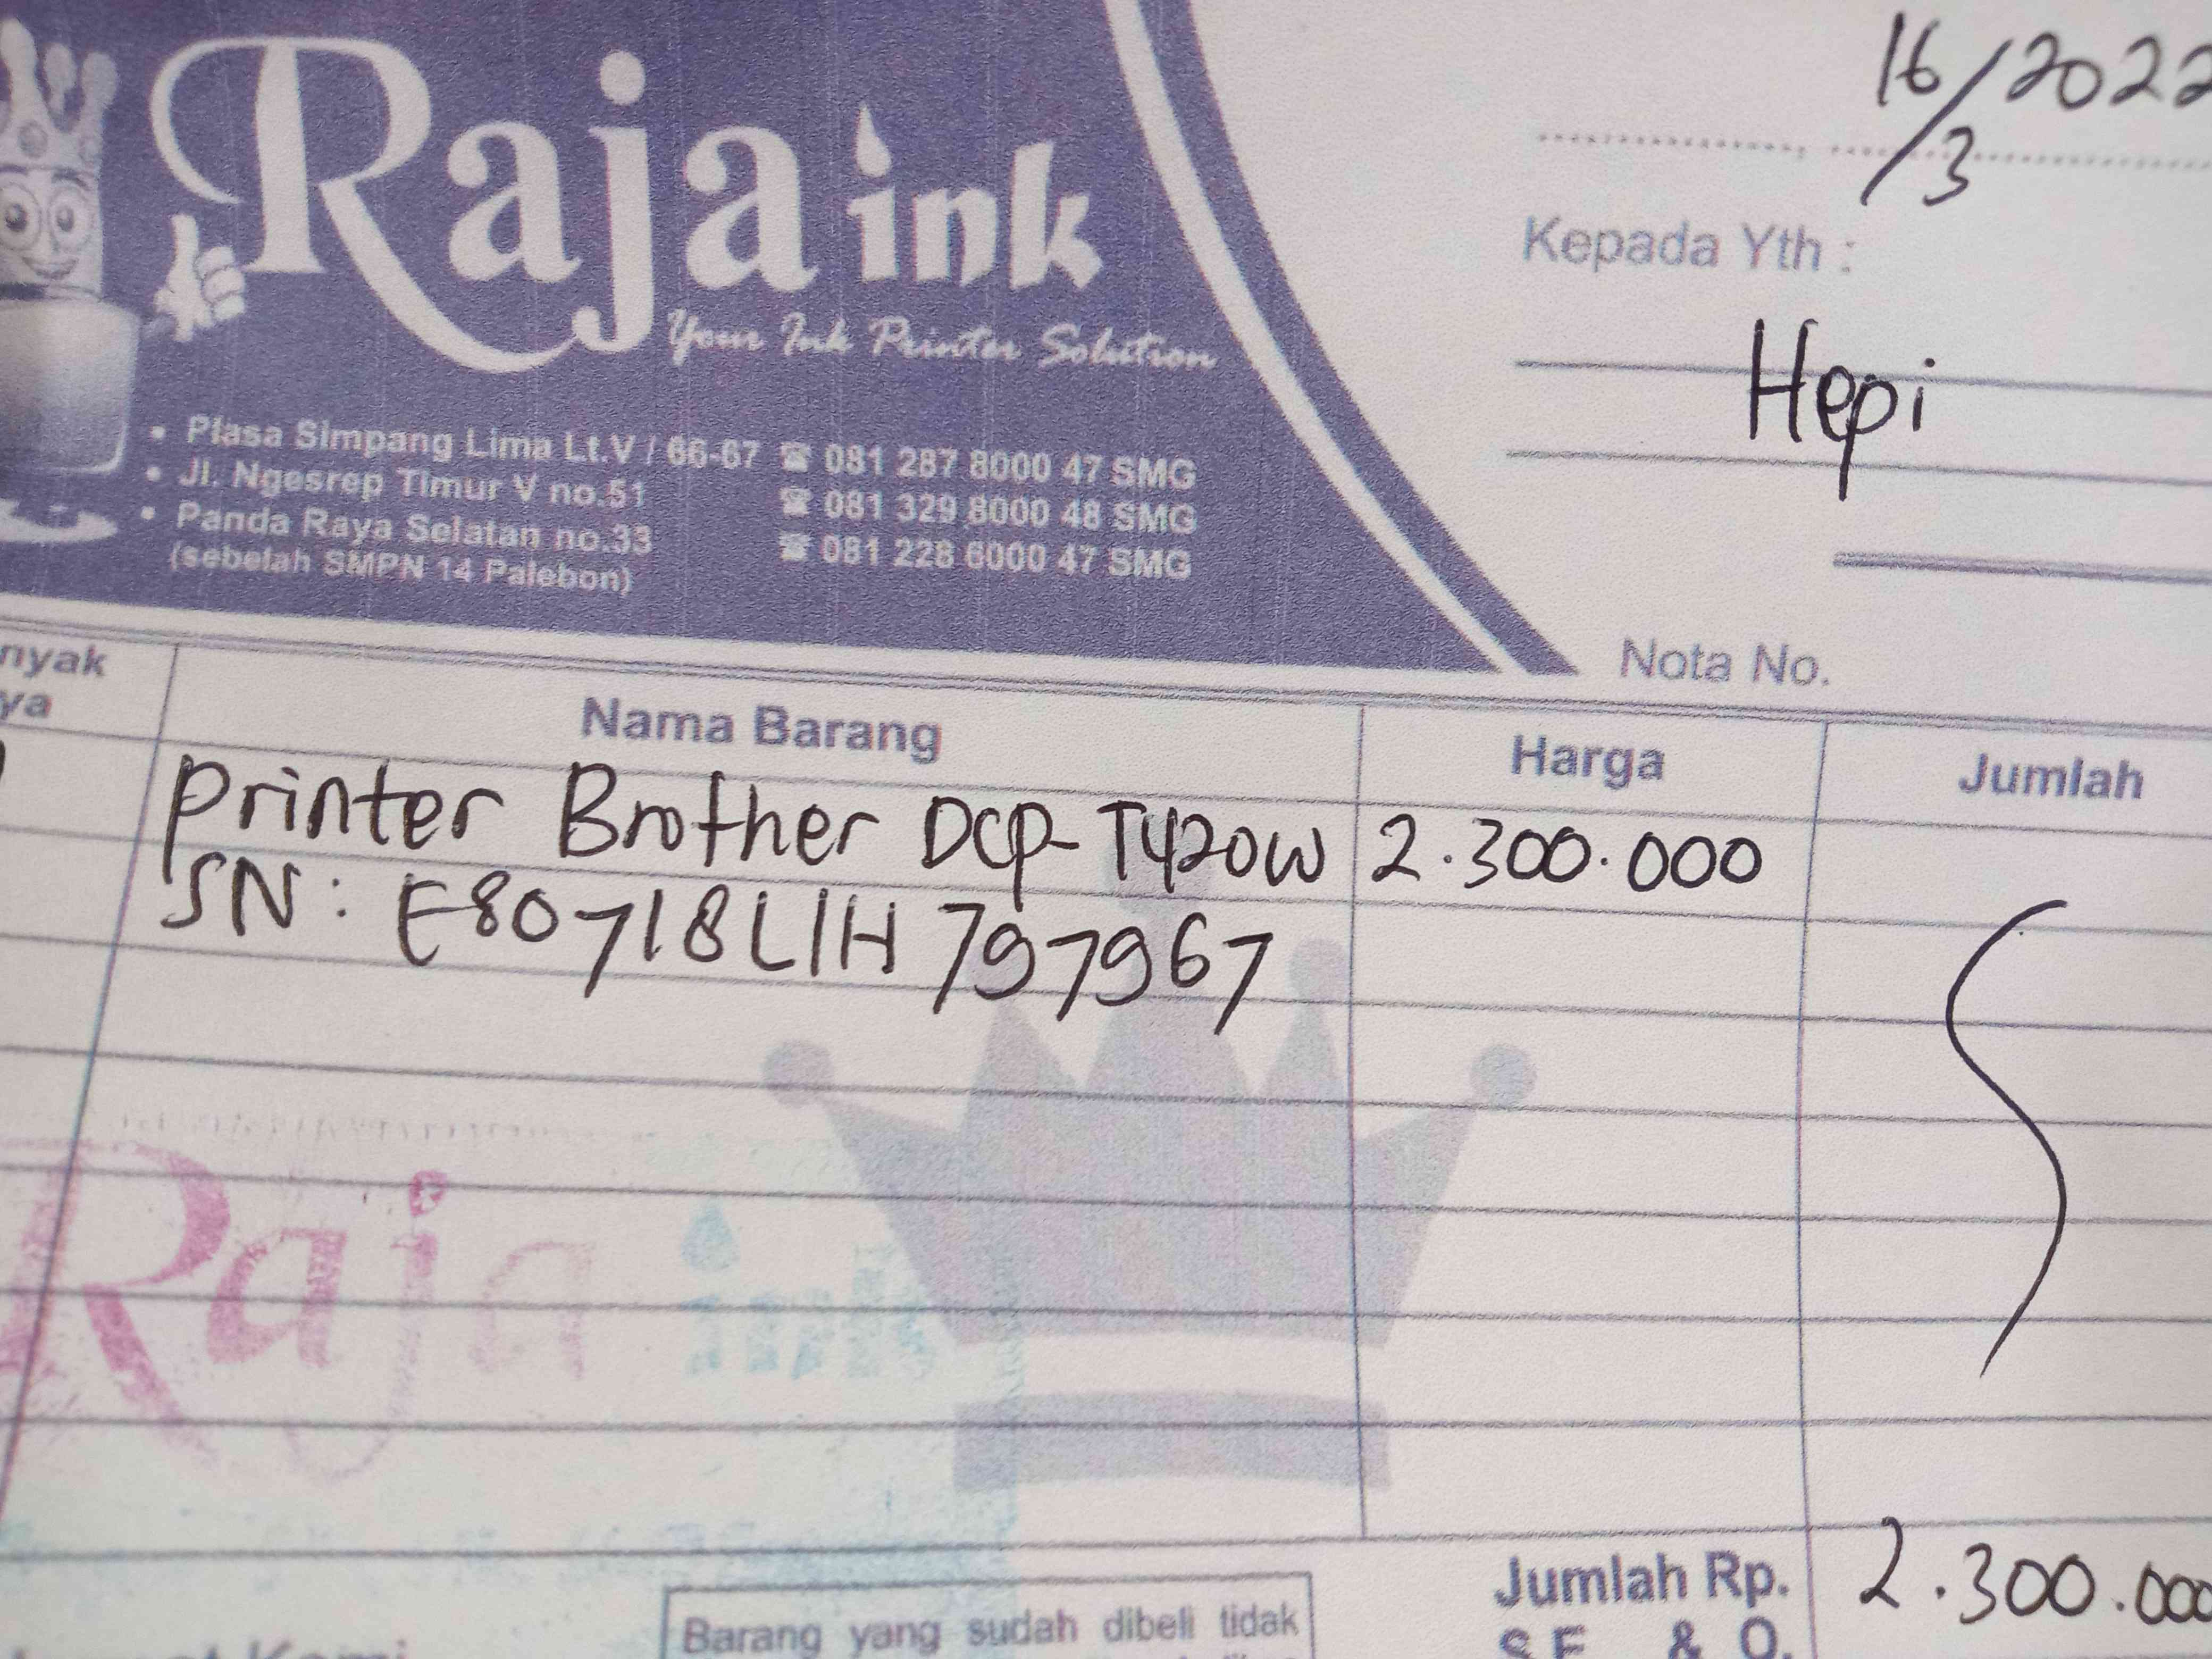 Raja ink
Your Ink Printer Solution
• Plasa Simpang Lima Lt.V / 66-67 ☎ 081 287 8000 47 SMG
• Jl. Ngesrep Timur V no.51 ☎ 081 329 8000 48 SMG
• Panda Raya Selatan no.33 ☎ 081 228 6000 47 SMG
(sebelah SMPN 14 Palebon)
16/3 2022
Kepada Yth :
Hepi
Nota No.
nyak
ya
Nama Barang Harga Jumlah
Printer Brother DCP-T420W 2.300.000
SN: E80718L1H797967
Raja ink
Jumlah Rp. 2.300.000
Barang yang sudah dibeli tidak
& O.